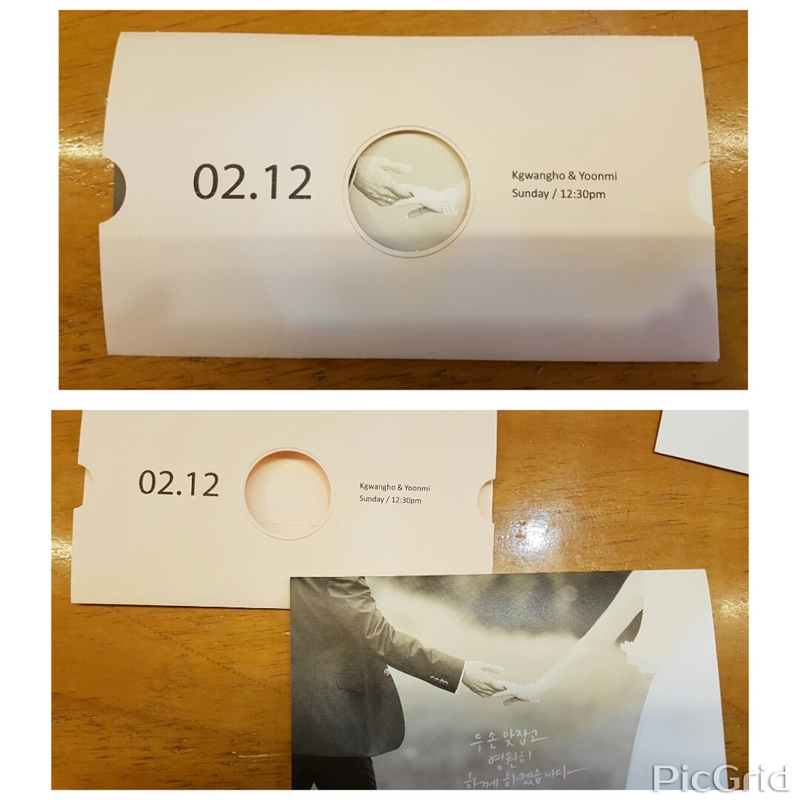 02.12
Kgwangho & Yoonmi
Sunday / 12:30pm
02.12
Kgwangho & Yoonmi
Sunday / 12:30pm
두 손 맞잡고
영원히
함께 하겠습니다
PicGrid